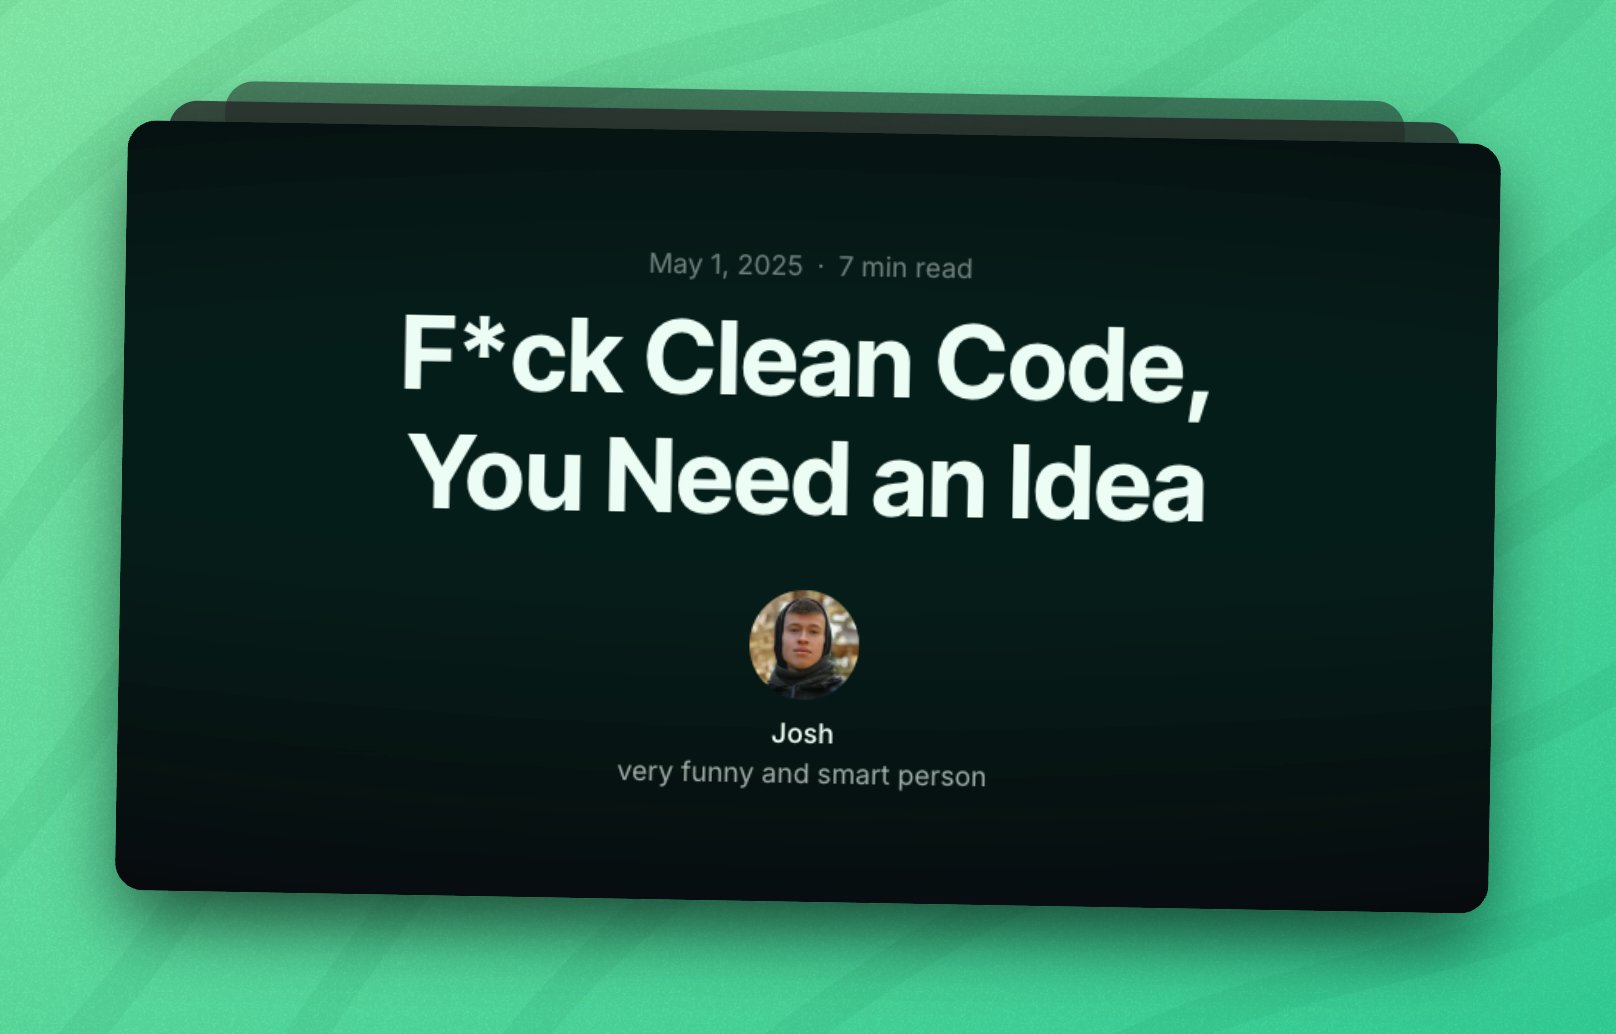 May 1, 2025 · 7 min read
F*ck Clean Code,
You Need an Idea
Josh
very funny and smart person